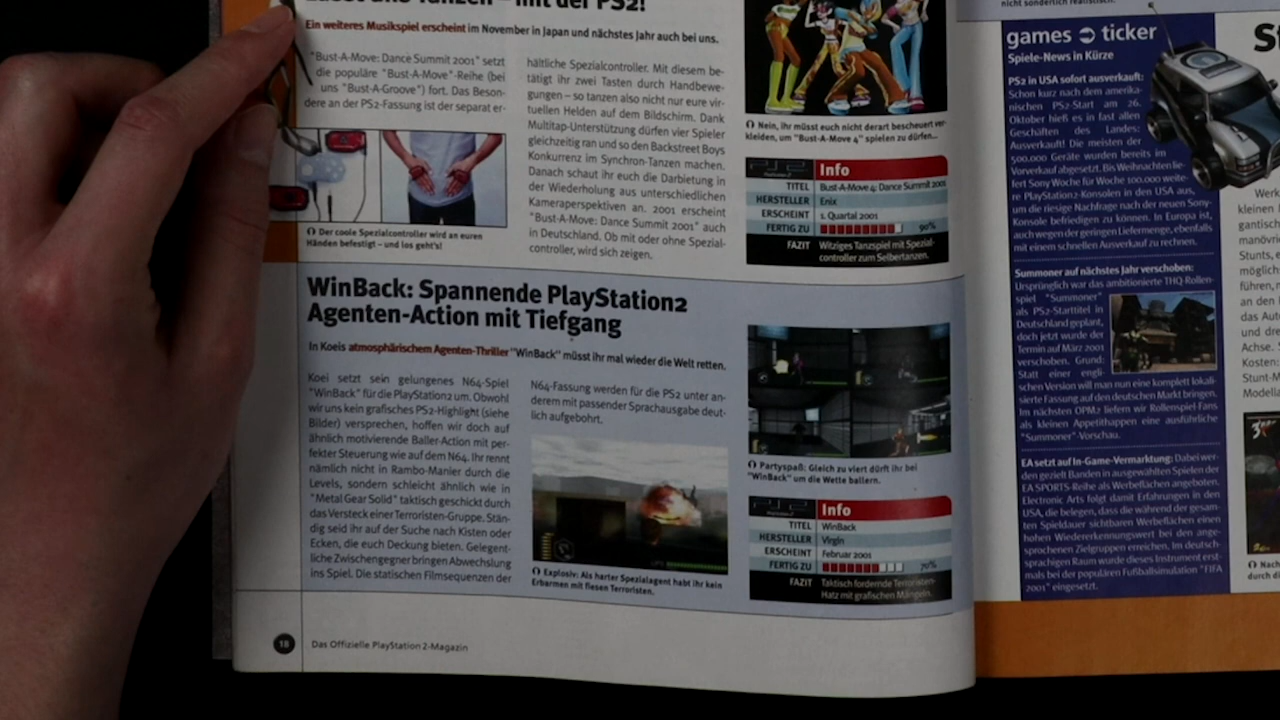 mit der PS2!
Ein weiteres Musikspiel erscheint im November in Japan und nächstes Jahr auch bei uns.
"Bust-A-Move: Dance Summit 2001" setzt
die populäre "Bust-A-Move"-Reihe (bei
uns "Bust-A-Groove") fort. Das Beson-
dere an der PS2-Fassung ist der separat er-
hältliche Spezialcontroller. Mit diesem be-
tätigt ihr zwei Tasten durch Handbewe-
gungen – so tanzen also nicht nur eure vir-
tuellen Helden auf dem Bildschirm. Dank
Multitap-Unterstützung dürfen vier Spieler
gleichzeitig ran und so den Backstreet Boys
Konkurrenz im Synchron-Tanzen machen.
Danach schaut ihr euch die Darbietung in
der Wiederholung aus unterschiedlichen
Kameraperspektiven an. 2001 erscheint
"Bust-A-Move: Dance Summit 2001" auch
in Deutschland. Ob mit oder ohne Spezial-
controller, wird sich zeigen.
Der coole Spezialcontroller wird an euren
Händen befestigt – und los geht's!
Nein, ihr müsst euch nicht derart bescheuert ver-
kleiden, um "Bust-A-Move 4" spielen zu dürfen...
Info
TITEL Bust-A-Move 4: Dance Summit 2001
HERSTELLER Enix
ERSCHEINT 1. Quartal 2001
FERTIG ZU 90%
FAZIT Witziges Tanzspiel mit Spezial-
controller zum Selbertanzen.
WinBack: Spannende PlayStation2
Agenten-Action mit Tiefgang
In Koeis atmosphärischem Agenten-Thriller "WinBack" müsst ihr mal wieder die Welt retten.
Koei setzt sein gelungenes N64-Spiel
"WinBack" für die PlayStation2 um. Obwohl
wir uns kein grafisches PS2-Highlight (siehe
Bilder) versprechen, hoffen wir doch auf
ähnlich motivierende Baller-Action mit per-
fekter Steuerung wie auf dem N64. Ihr rennt
nämlich nicht in Rambo-Manier durch die
Levels, sondern schleicht ähnlich wie in
"Metal Gear Solid" taktisch geschickt durch
das Versteck einer Terroristen-Gruppe. Stän-
dig seid ihr auf der Suche nach Kisten oder
Ecken, die euch Deckung bieten. Gelegent-
liche Zwischengegner bringen Abwechslung
ins Spiel. Die statischen Filmsequenzen der
N64-Fassung werden für die PS2 unter an-
derem mit passender Sprachausgabe deut-
lich aufgebohrt.
Explosiv: Als harter Spezialagent habt ihr kein
Erbarmen mit fiesen Terroristen.
Partyspaß: Gleich zu viert dürft ihr bei
"WinBack" um die Wette ballern.
Info
TITEL WinBack
HERSTELLER Virgin
ERSCHEINT Februar 2001
FERTIG ZU 70%
FAZIT Taktisch fordernde Terroristen-
Hatz mit grafischen Mängeln.
18 Das Offizielle PlayStation 2-Magazin
nicht sonderlich realistisch.
games ticker
Spiele-News in Kürze
PS2 in USA sofort ausverkauft:
Schon kurz nach dem amerika-
nischen PS2-Start am 26.
Oktober hieß es in fast allen
Geschäften des Landes:
Ausverkauft! Die meisten der
500.000 Geräte wurden bereits im
Vorverkauf abgesetzt. Bis Weihnachten lie-
fert Sony Woche für Woche 100.000 weite-
re PlayStation2-Konsolen in den USA aus,
um die riesige Nachfrage nach der neuen Sony-
Konsole befriedigen zu können. In Europa ist,
auch wegen der geringen Liefermenge, ebenfalls
mit einem schnellen Ausverkauf zu rechnen.
Summoner auf nächstes Jahr verschoben:
Ursprünglich war das ambitionierte THQ-Rollen-
spiel "Summoner"
als PS2-Starttitel in
Deutschland geplant,
doch jetzt wurde der
Termin auf März 2001
verschoben. Grund:
Statt einer engli-
schen Version will man nun eine komplett lokali-
sierte Fassung auf den deutschen Markt bringen.
Im nächsten OPM2 liefern wir Rollenspiel-Fans
als kleinen Appetithappen eine ausführliche
"Summoner"-Vorschau.
EA setzt auf In-Game-Vermarktung: Dabei wer-
den gezielt Banden in ausgewählten Spielen der
EA SPORTS-Reihe als Werbeflächen angeboten.
Electronic Arts folgt damit Erfahrungen in den
USA, die belegen, dass die während der gesam-
ten Spieldauer sichtbaren Werbeflächen einen
hohen Wiedererkennungswert bei den ange-
sprochenen Zielgruppen erreichen. Im deutsch-
sprachigen Raum wurde dieses Instrument erst-
mals bei der populären Fußballsimulation "FIFA
2001" eingesetzt.